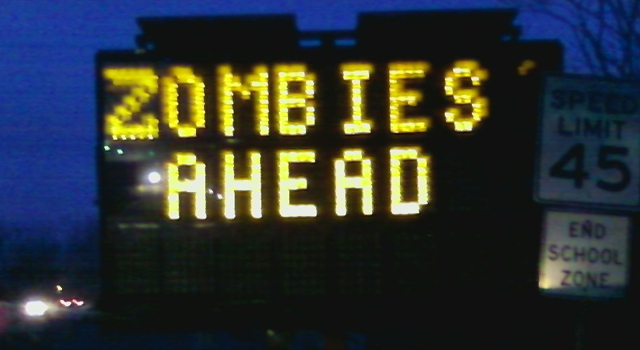 ZOMBIES
AHEAD
SPEED
LIMIT
45
END
SCHOOL
ZONE